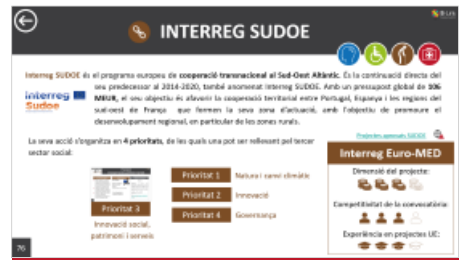 INTERREG SUDOE
Interreg SUDOE és el programa europeu de cooperació transnacional al Sud-Oest Atlàntic. És la continuació directa del
seu predecessor al 2014-2020, també anomenat Interreg SUDOE. Amb un pressupost global de 106
MEUR, el seu objectiu és afavorir la cooperació territorial entre Portugal, Espanya i les regions del
sud-oest de França que formen la seva zona d'actuació, amb l'objectiu de promoure el
desenvolupament regional, en particular de les zones rurals.
interreg
Sudoe
Projectes aprovats SUDOE
La seva acció s'organitza en 4 prioritats, de les quals una pot ser rellevant pel tercer
sector social:
Prioritat 3
Innovació social,
patrimoni i serveis
Prioritat 1 Natura i canvi climàtic
Prioritat 2 Innovació
Prioritat 4 Governança
Interreg Euro-MED
Dimensió del projecte:
Competitivitat de la convocatòria:
Experiència en projectes UE:
76